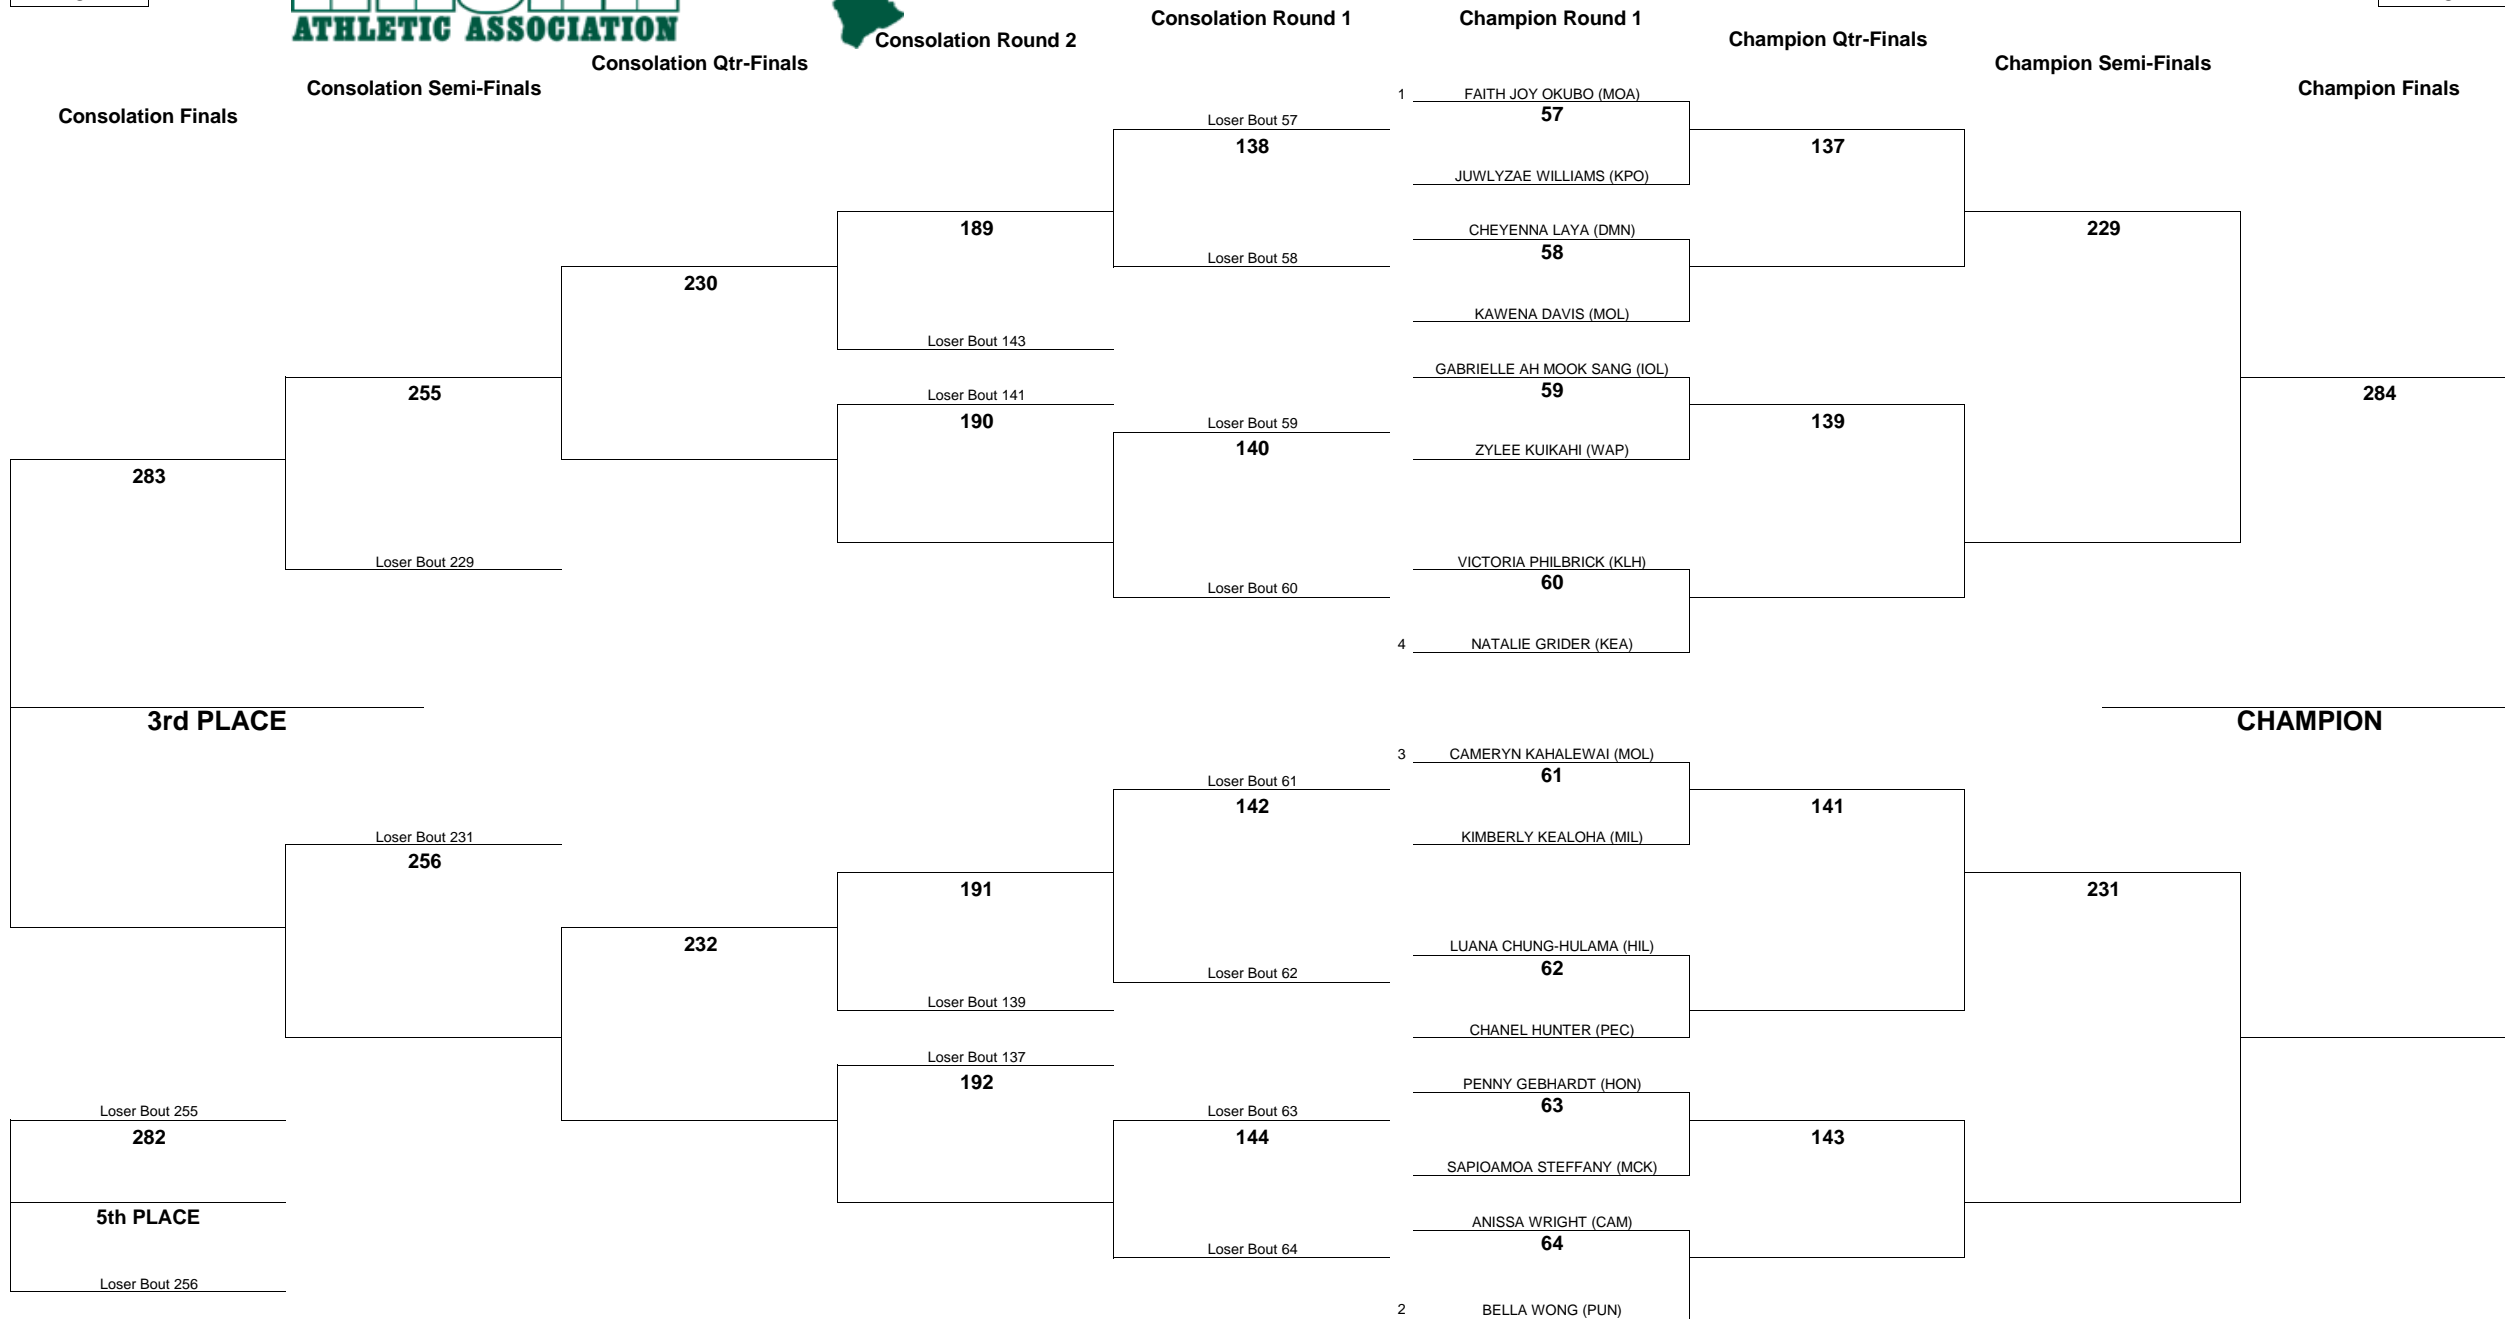 ATHLETIC ASSOCIATION
Consolation Round 1
Champion Round 1
Consolation Round 2
Champion Qtr-Finals
Consolation Qtr-Finals
Champion Semi-Finals
Consolation Semi-Finals
Champion Finals
Consolation Finals
1 FAITH JOY OKUBO (MOA)
57
Loser Bout 57
138
137
JUWLYZAE WILLIAMS (KPO)
189
229
CHEYENNA LAYA (DMN)
58
Loser Bout 58
230
KAWENA DAVIS (MOL)
Loser Bout 143
GABRIELLE AH MOOK SANG (IOL)
59
255
284
Loser Bout 141
190
139
Loser Bout 59
140
ZYLEE KUIKAHI (WAP)
283
Loser Bout 229
VICTORIA PHILBRICK (KLH)
60
Loser Bout 60
4 NATALIE GRIDER (KEA)
3rd PLACE
CHAMPION
3 CAMERYN KAHALEWAI (MOL)
61
Loser Bout 61
142
141
Loser Bout 231
KIMBERLY KEALOHA (MIL)
256
191
231
232
LUANA CHUNG-HULAMA (HIL)
62
Loser Bout 62
Loser Bout 139
CHANEL HUNTER (PEC)
Loser Bout 137
192
PENNY GEBHARDT (HON)
63
Loser Bout 255
282
Loser Bout 63
144
143
SAPIOAMOA STEFFANY (MCK)
5th PLACE
ANISSA WRIGHT (CAM)
64
Loser Bout 64
Loser Bout 256
2 BELLA WONG (PUN)